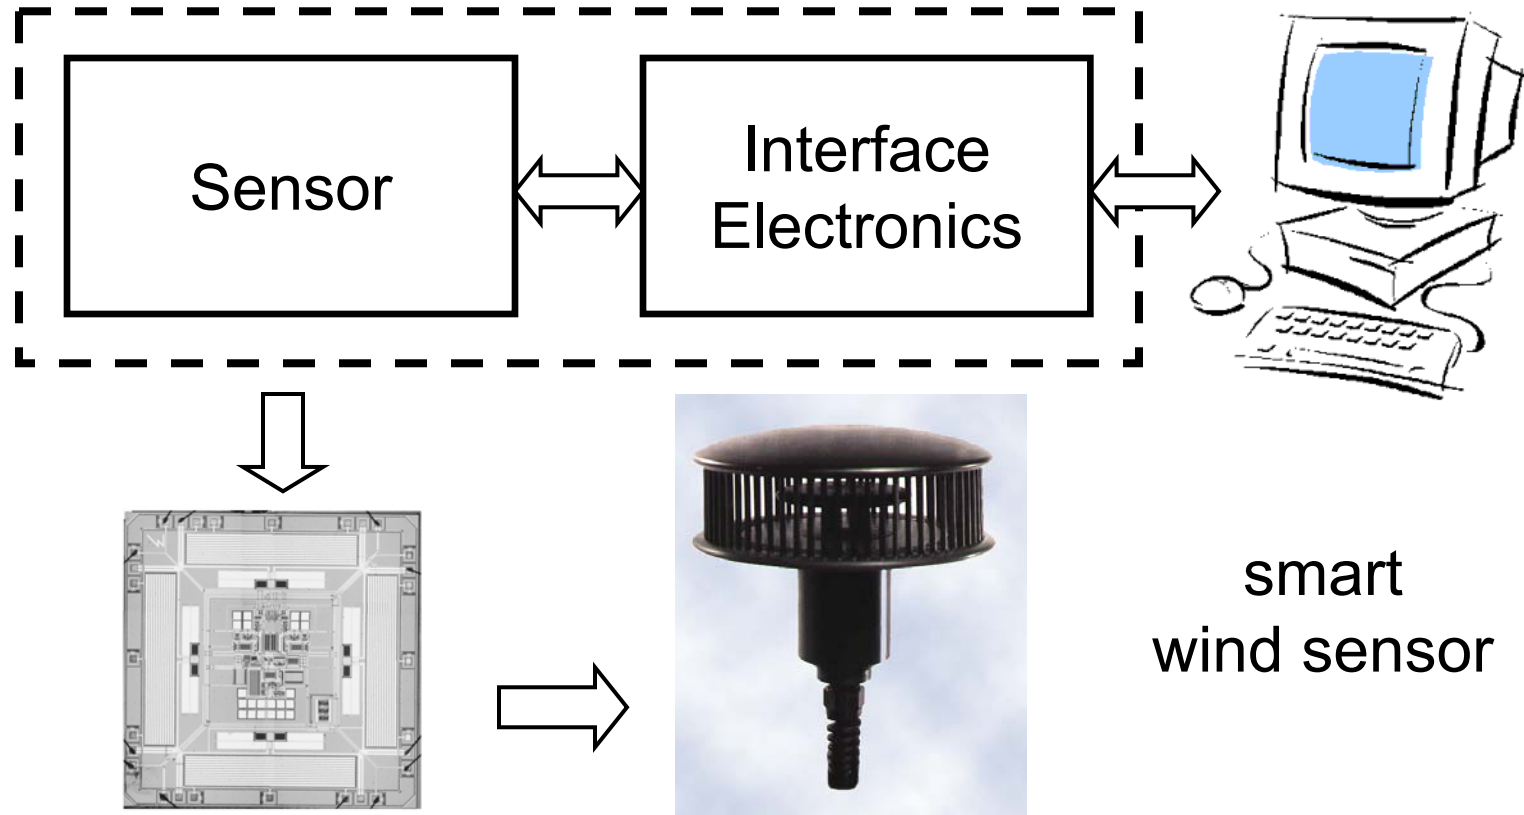 Sensor
Interface
Electronics
smart
wind sensor